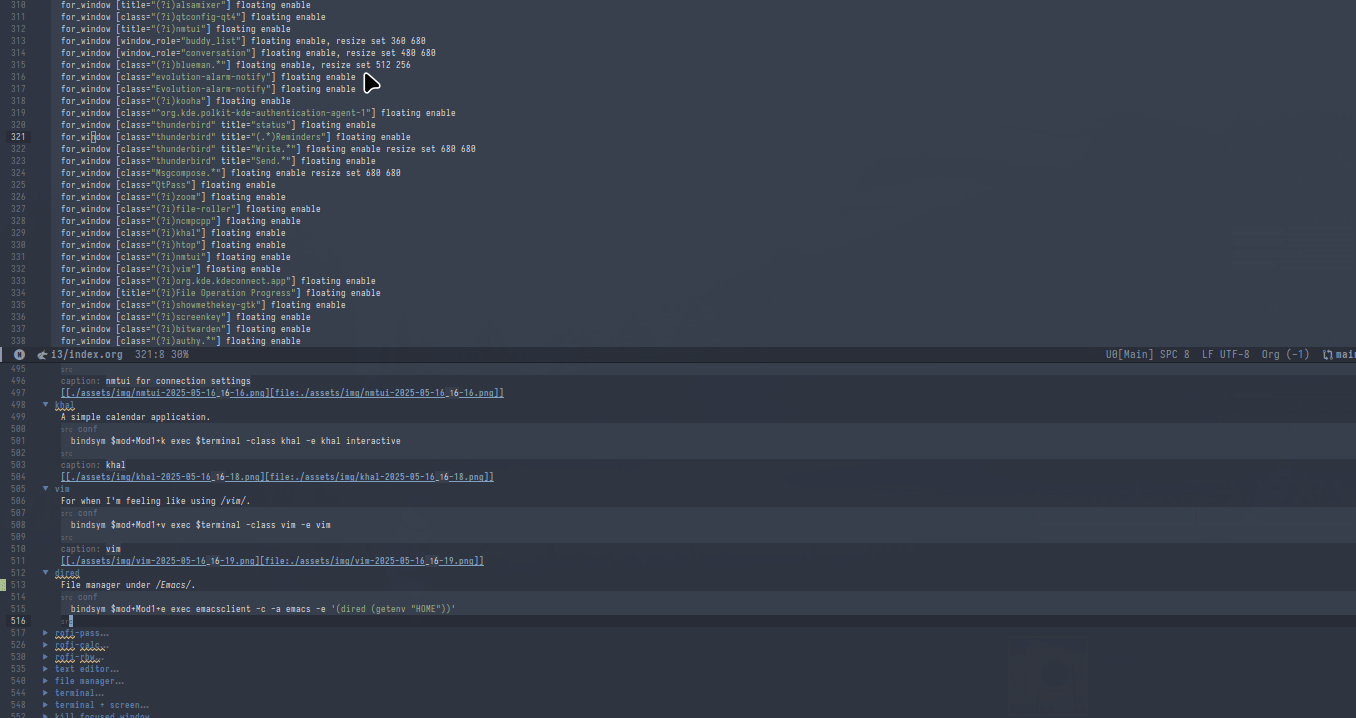 310 for_window [title="(?i)alsamixer"] floating enable
311 for_window [class="(?i)qtconfig-qt4"] floating enable
312 for_window [title="(?i)nmtui"] floating enable
313 for_window [window_role="buddy_list"] floating enable, resize set 360 680
314 for_window [window_role="conversation"] floating enable, resize set 480 680
315 for_window [class="(?i)blueman.*"] floating enable, resize set 512 256
316 for_window [class="evolution-alarm-notify"] floating enable
317 for_window [class="Evolution-alarm-notify"] floating enable
318 for_window [class="(?i)kooha"] floating enable
319 for_window [class="^org.kde.polkit-kde-authentication-agent-1"] floating enable
320 for_window [class="thunderbird" title="status"] floating enable
321 for_window [class="thunderbird" title="(.*)Reminders"] floating enable
322 for_window [class="thunderbird" title="Write.*"] floating enable resize set 680 680
323 for_window [class="thunderbird" title="Send.*"] floating enable
324 for_window [class="Msgcompose.*"] floating enable resize set 680 680
325 for_window [class="QtPass"] floating enable
326 for_window [class="(?i)zoom"] floating enable
327 for_window [class="(?i)file-roller"] floating enable
328 for_window [class="(?i)ncmpcpp"] floating enable
329 for_window [class="(?i)khal"] floating enable
330 for_window [class="(?i)htop"] floating enable
331 for_window [class="(?i)nmtui"] floating enable
332 for_window [class="(?i)vim"] floating enable
333 for_window [class="(?i)org.kde.kdeconnect.app"] floating enable
334 for_window [title="(?i)File Operation Progress"] floating enable
335 for_window [class="(?i)showmethekey-gtk"] floating enable
336 for_window [class="(?i)screenkey"] floating enable
337 for_window [class="(?i)bitwarden"] floating enable
338 for_window [class="(?i)authy.*"] floating enable
N i3/index.org 321:8 30% U0[Main] SPC 8 LF UTF-8 Org (-1) mai
495 src
496 caption: nmtui for connection settings
497 [[./assets/img/nmtui-2025-05-16_16-16.png][file:./assets/img/nmtui-2025-05-16_16-16.png]]
498 ▼ khal
499 A simple calendar application.
500 src conf
501 bindsym $mod+Mod1+k exec $terminal -class khal -e khal interactive
502 src
503 caption: khal
504 [[./assets/img/khal-2025-05-16_16-18.png][file:./assets/img/khal-2025-05-16_16-18.png]]
505 ▼ vim
506 For when I'm feeling like using /vim/.
507 src conf
508 bindsym $mod+Mod1+v exec $terminal -class vim -e vim
509 src
510 caption: vim
511 [[./assets/img/vim-2025-05-16_16-19.png][file:./assets/img/vim-2025-05-16_16-19.png]]
512 ▼ dired
513 File manager under /Emacs/.
514 src conf
515 bindsym $mod+Mod1+e exec emacsclient -c -a emacs -e '(dired (getenv "HOME"))'
516 src
517 ▶ rofi-pass...
526 ▶ rofi-calc...
530 ▶ rofi-rbw...
535 ▶ text editor...
540 ▶ file manager...
544 ▶ terminal...
548 ▶ terminal + screen...
552 ▶ kill focused window